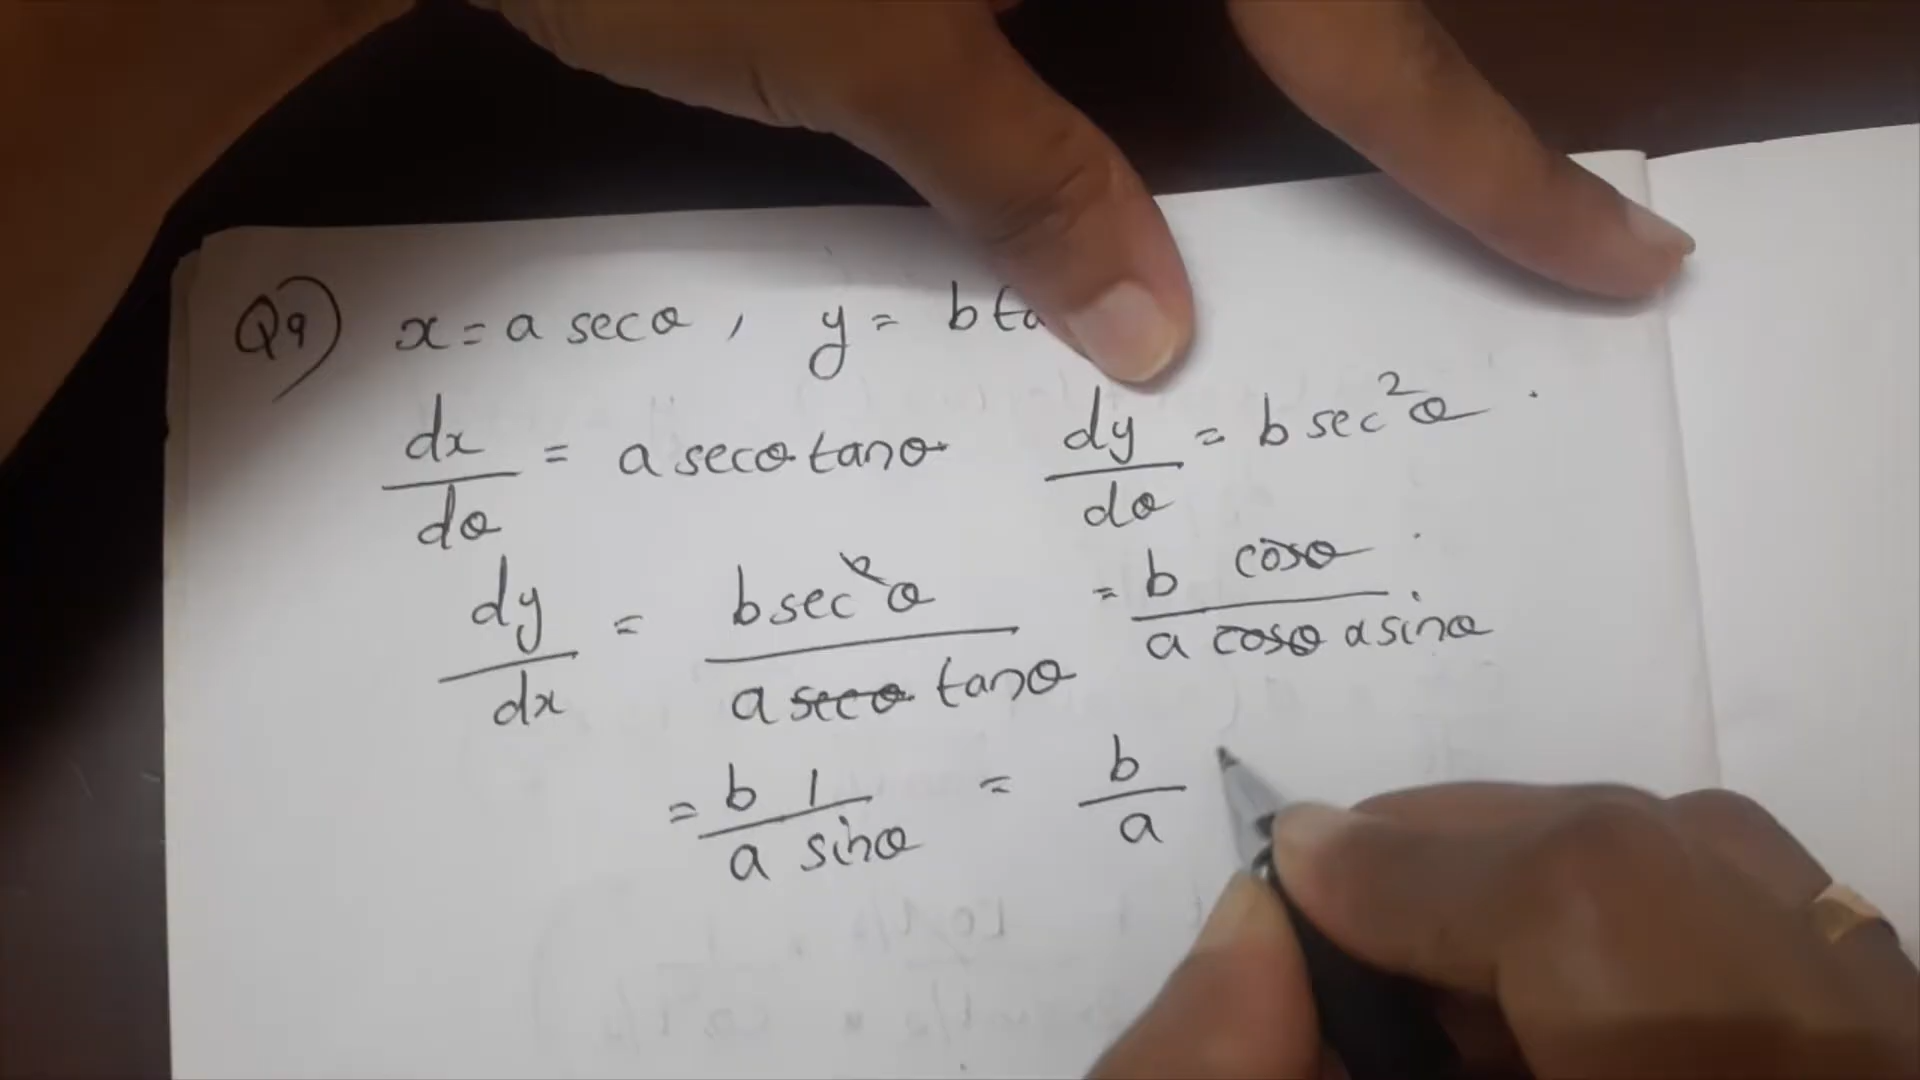 Q9) x = a secθ, y = b ta
dx/dθ = a secθ tanθ dy/dθ = b sec²θ
dy/dx = b sec²θ / a secθ tanθ = b cosθ / a cosθ x sinθ
= b 1 / a sinθ = b / a